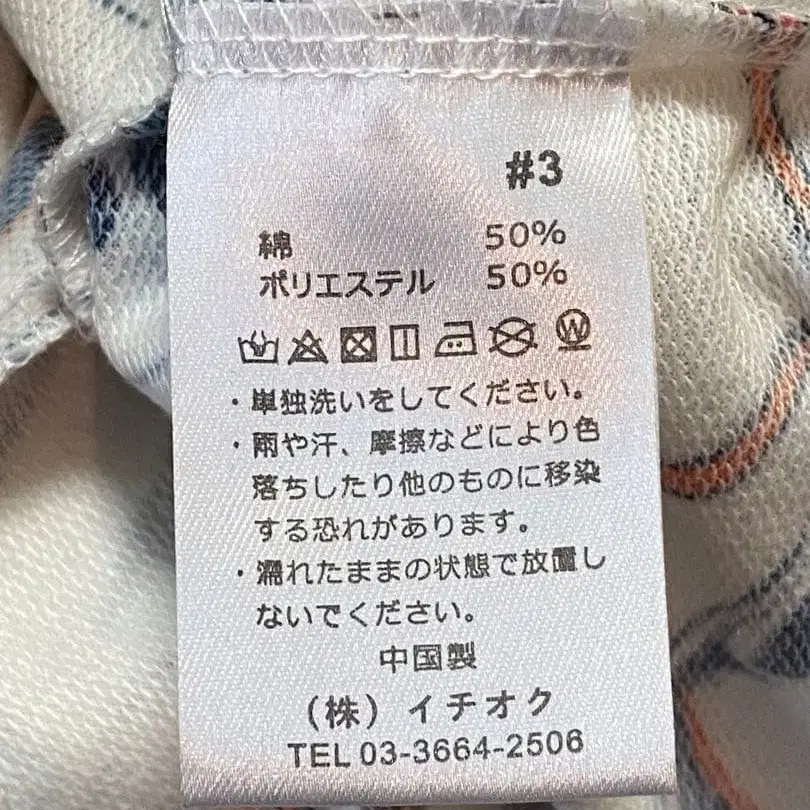 #3
綿 50%
ポリエステル 50%
W
・単独洗いをしてください。
・雨や汗、摩擦などにより色
落ちしたり他のものに移染
する恐れがあります。
・濡れたままの状態で放置し
ないでください。
中国製
（株）イチオク
TEL 03-3664-2506